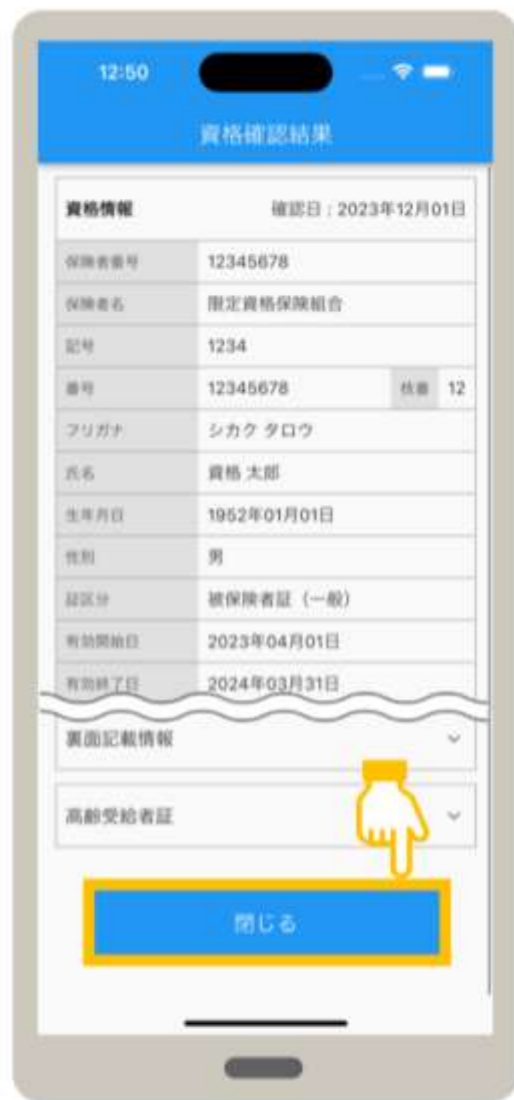 12:50
資格確認結果
資格情報 確認日：2023年12月01日
保険者番号 12345678
保険者名 限定資格保険組合
記号 1234
番号 12345678 枝番 12
フリガナ シカク タロウ
氏名 資格 太郎
生年月日 1952年01月01日
性別 男
証区分 被保険者証（一般）
有効開始日 2023年04月01日
有効終了日 2024年03月31日
裏面記載情報
高齢受給者証
閉じる